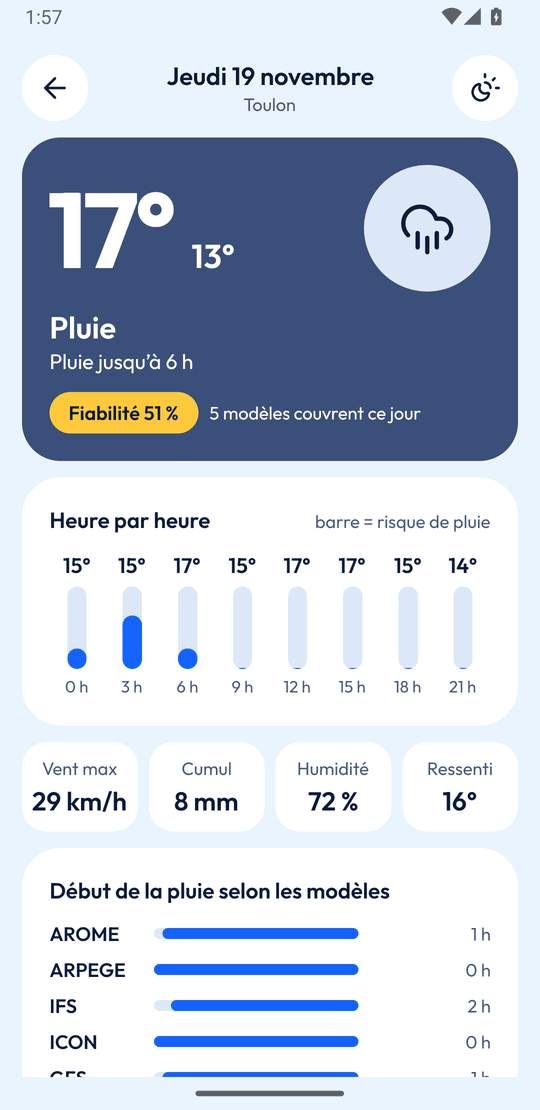 1:57
Jeudi 19 novembre
Toulon
17° 13°
Pluie
Pluie jusqu’à 6 h
Fiabilité 51 % 5 modèles couvrent ce jour
Heure par heure barre = risque de pluie
15° 15° 17° 15° 17° 17° 15° 14°
0 h 3 h 6 h 9 h 12 h 15 h 18 h 21 h
Vent max Cumul Humidité Ressenti
29 km/h 8 mm 72 % 16°
Début de la pluie selon les modèles
AROME 1 h
ARPEGE 0 h
IFS 2 h
ICON 0 h
GFS 1 h